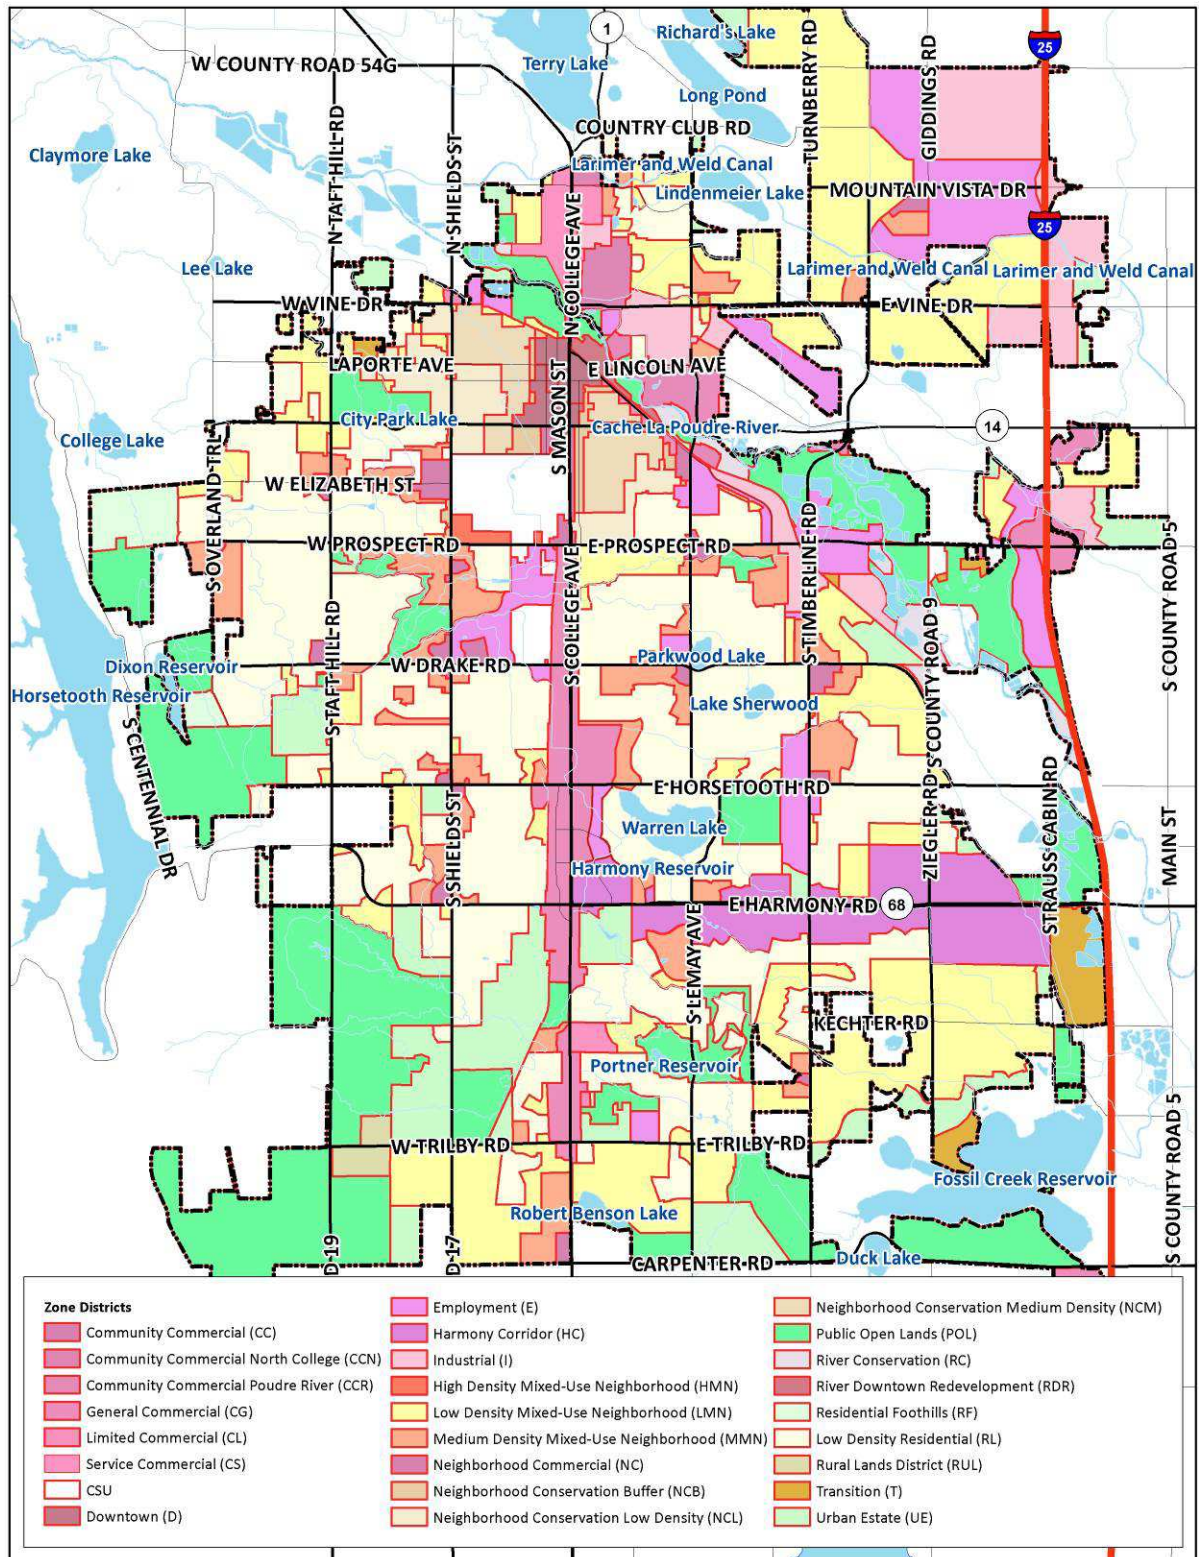 1
Richard's Lake
25
W COUNTY ROAD 54G
Terry Lake
TURNBERRY RD
GIDDINGS RD
Long Pond
COUNTRY CLUB RD
N TAFT HILL RD
N SHIELDS ST
Claymore Lake
Larimer and Weld Canal
Lindenmeier Lake
MOUNTAIN VISTA DR
25
N COLLEGE AVE
Lee Lake
Larimer and Weld Canal
Larimer and Weld Canal
W VINE DR
E VINE DR
LAPORTE AVE
E LINCOLN AVE
S MASON ST
City Park Lake
Cache La Poudre River
14
College Lake
S OVERLAND TRL
W ELIZABETH ST
S TIMBERLINE RD
W PROSPECT RD
E PROSPECT RD
S COUNTY ROAD 5
S COLLEGE AVE
S TAFT HILL RD
S COUNTY ROAD 9
Dixon Reservoir
W DRAKE RD
Parkwood Lake
Horsetooth Reservoir
Lake Sherwood
S CENTENNIAL DR
E HORSETOOTH RD
S SHIELDS ST
ZIEGLER RD
STRAUSS CABIN RD
MAIN ST
Warren Lake
Harmony Reservoir
E HARMONY RD
68
S LEMAY AVE
KECHTER RD
Portner Reservoir
W TRILBY RD
E TRILBY RD
S COUNTY ROAD 5
Fossil Creek Reservoir
Robert Benson Lake
D 19
D 17
CARPENTER RD
Duck Lake
Zone Districts
Community Commercial (CC)
Community Commercial North College (CCN)
Community Commercial Poudre River (CCR)
General Commercial (CG)
Limited Commercial (CL)
Service Commercial (CS)
CSU
Downtown (D)
Employment (E)
Harmony Corridor (HC)
Industrial (I)
High Density Mixed-Use Neighborhood (HMN)
Low Density Mixed-Use Neighborhood (LMN)
Medium Density Mixed-Use Neighborhood (MMN)
Neighborhood Commercial (NC)
Neighborhood Conservation Buffer (NCB)
Neighborhood Conservation Low Density (NCL)
Neighborhood Conservation Medium Density (NCM)
Public Open Lands (POL)
River Conservation (RC)
River Downtown Redevelopment (RDR)
Residential Foothills (RF)
Low Density Residential (RL)
Rural Lands District (RUL)
Transition (T)
Urban Estate (UE)